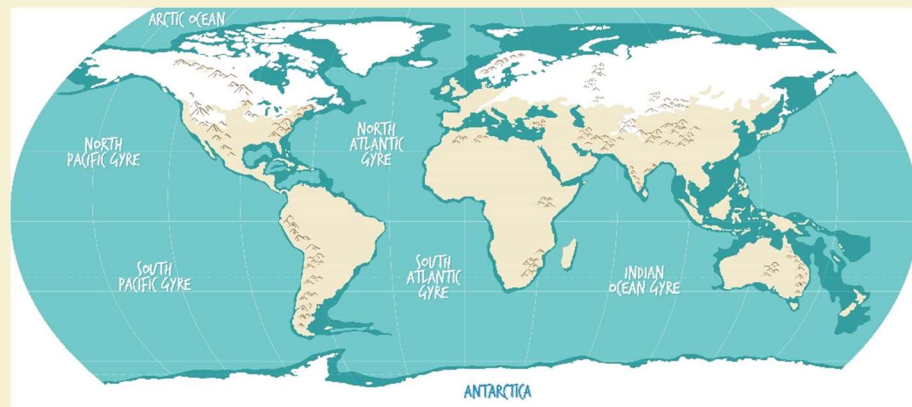 ARCTIC OCEAN
NORTH
PACIFIC GYRE
NORTH
ATLANTIC
GYRE
SOUTH
PACIFIC GYRE
SOUTH
ATLANTIC
GYRE
INDIAN
OCEAN GYRE
ANTARCTICA